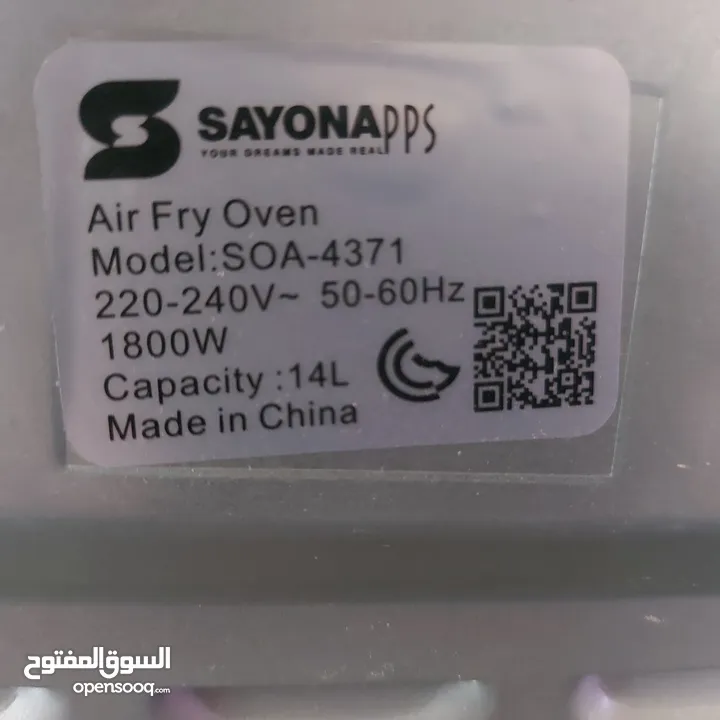 SAYONAPPS
YOUR DREAMS MADE REAL
Air Fry Oven
Model:SOA-4371
220-240V~ 50-60Hz
1800W
Capacity :14L
Made in China
السوق المفتوح
opensooq.com